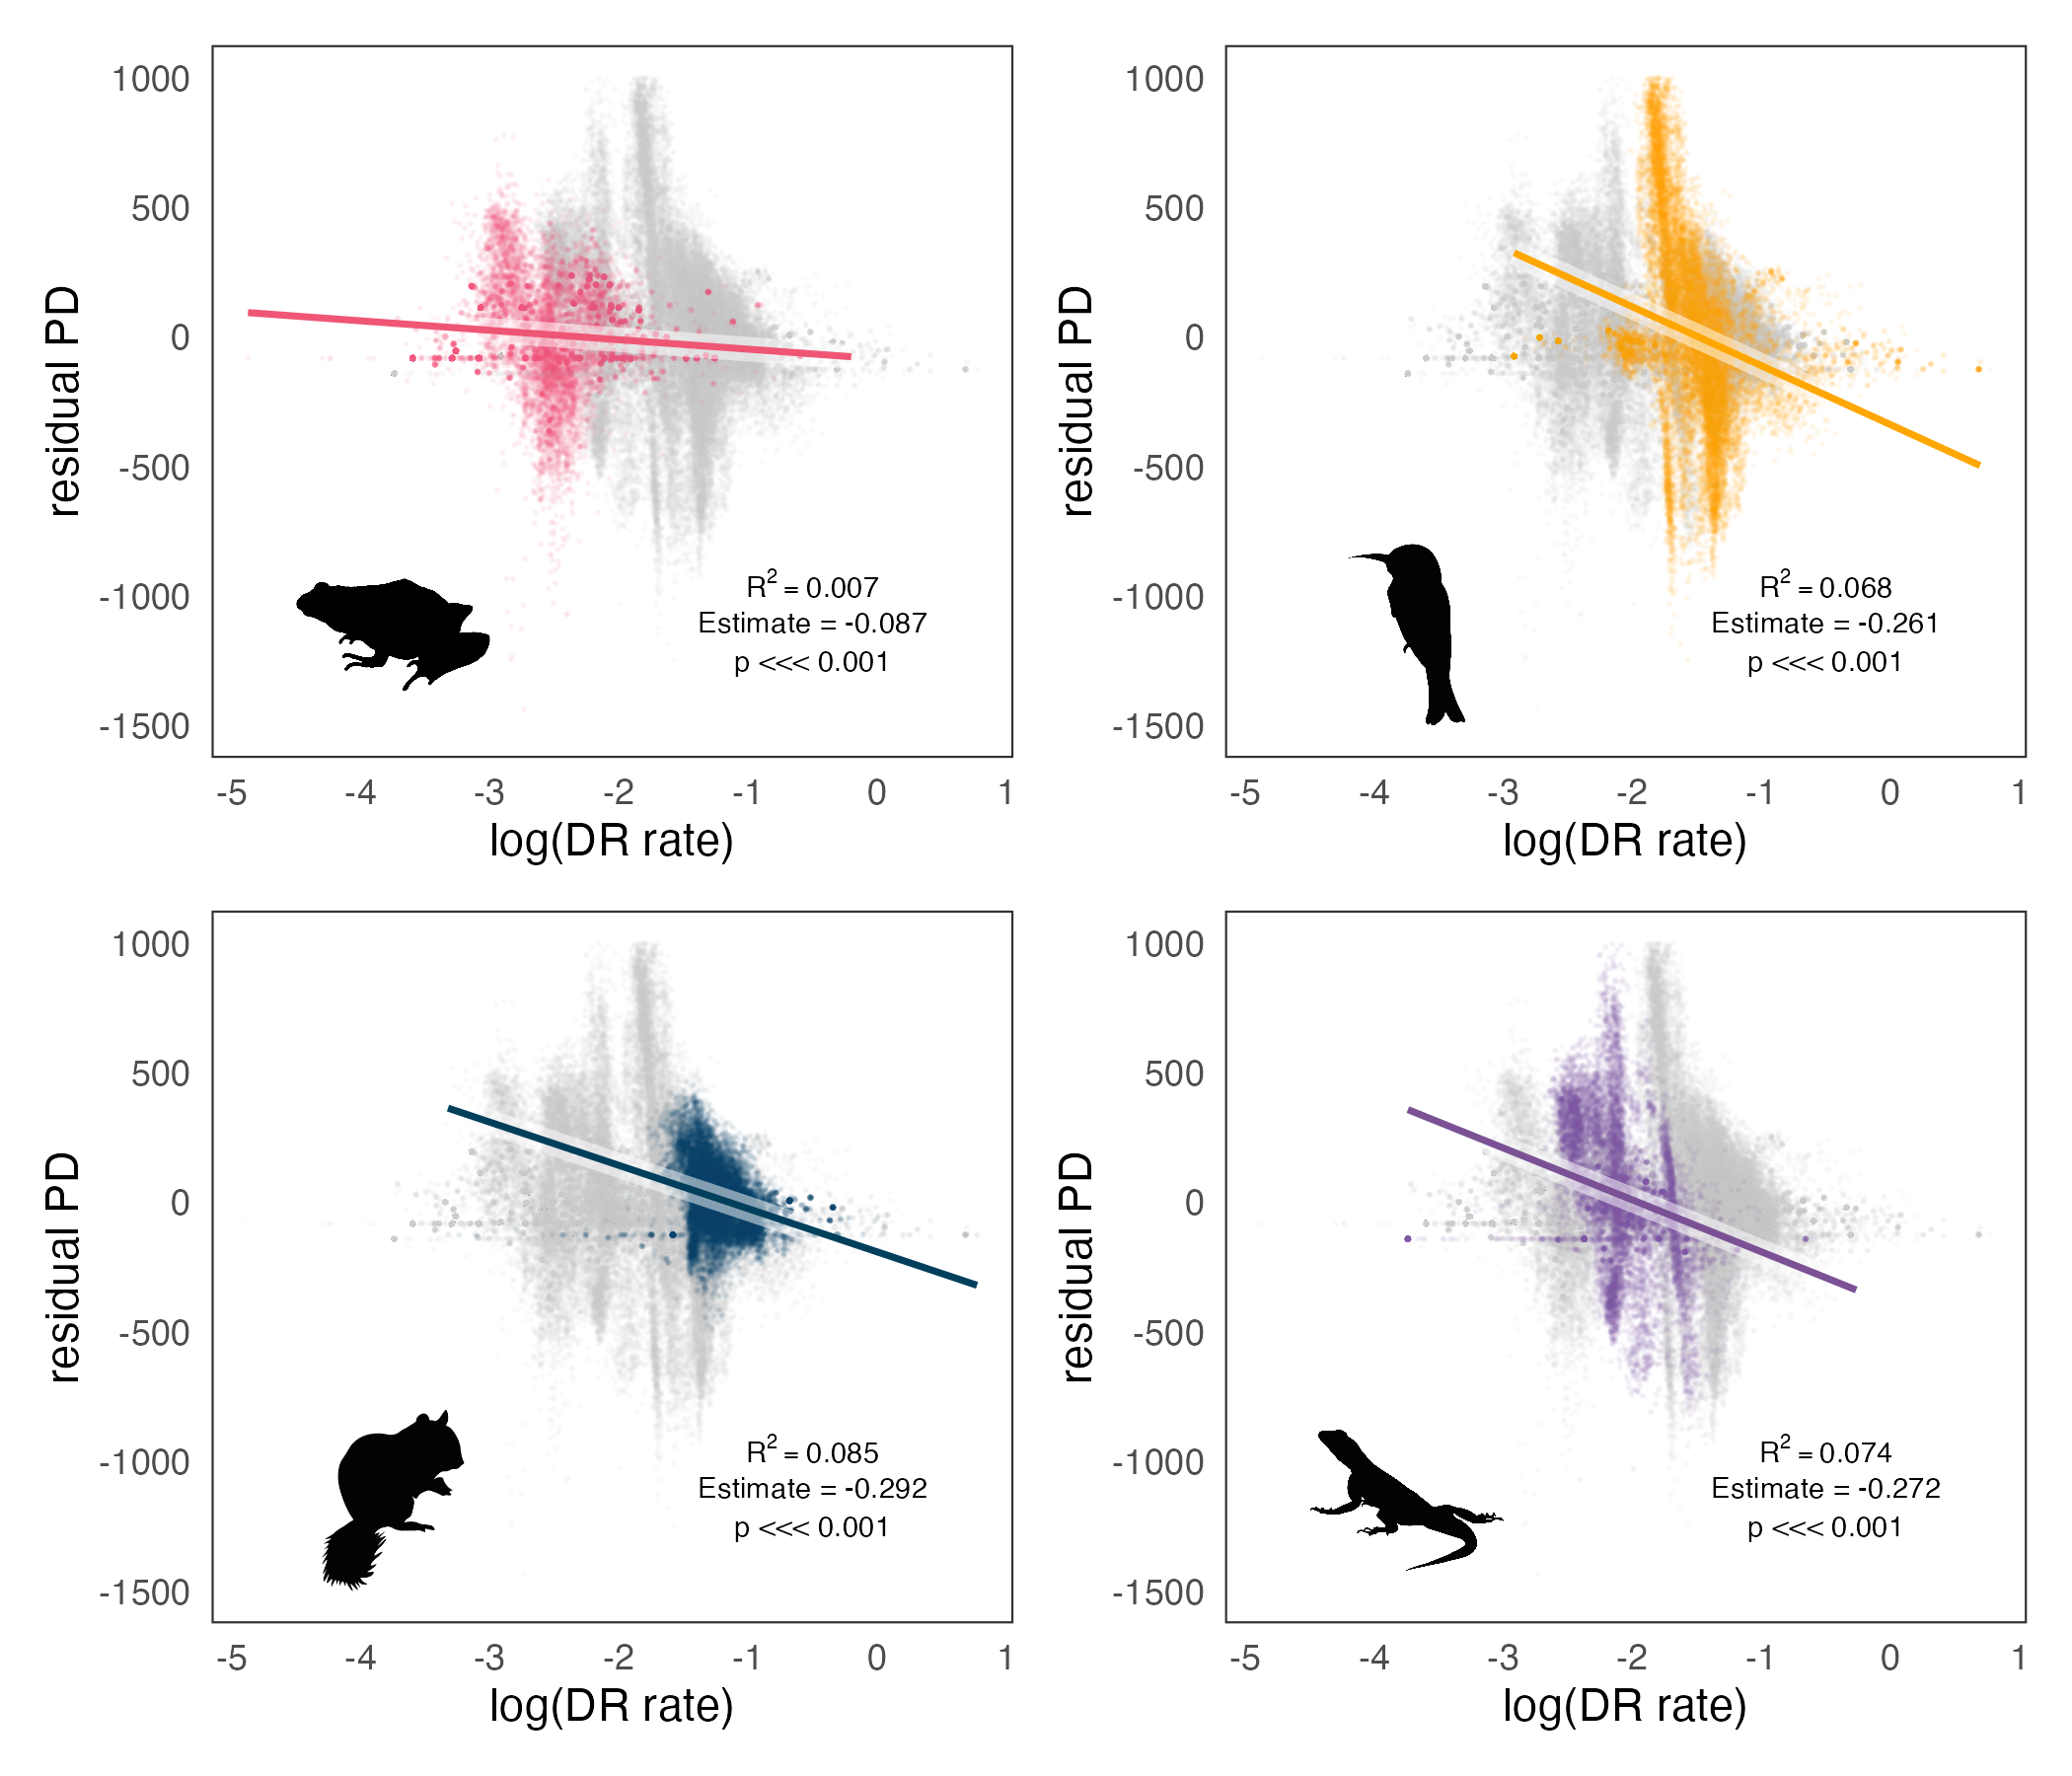 1000
500
0
-500
-1000
-1500
residual PD
R² = 0.007
Estimate = -0.087
p <<< 0.001
-5 -4 -3 -2 -1 0 1
log(DR rate)
1000
500
0
-500
-1000
-1500
residual PD
R² = 0.068
Estimate = -0.261
p <<< 0.001
-5 -4 -3 -2 -1 0 1
log(DR rate)
1000
500
0
-500
-1000
-1500
residual PD
R² = 0.085
Estimate = -0.292
p <<< 0.001
-5 -4 -3 -2 -1 0 1
log(DR rate)
1000
500
0
-500
-1000
-1500
residual PD
R² = 0.074
Estimate = -0.272
p <<< 0.001
-5 -4 -3 -2 -1 0 1
log(DR rate)